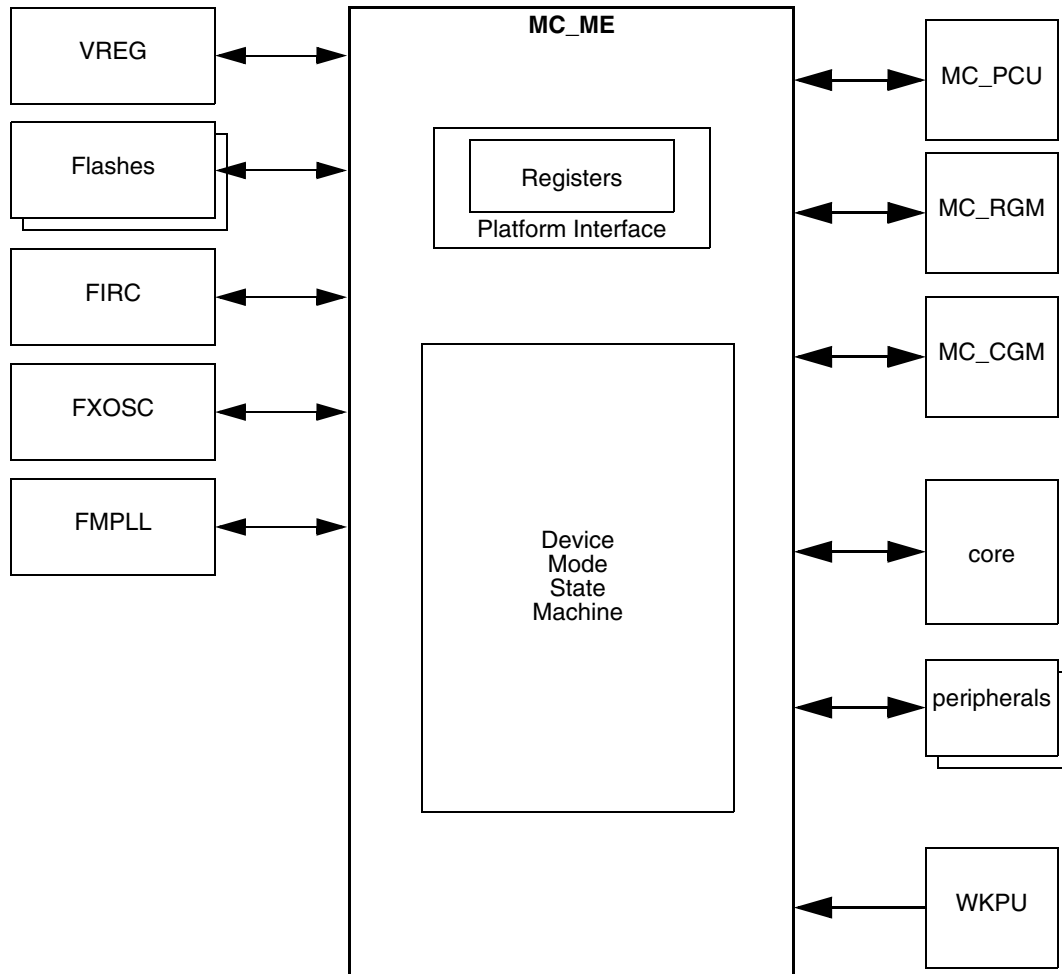 MC_ME
VREG
Flashes
FIRC
FXOSC
FMPLL
Registers
Platform Interface
Device
Mode
State
Machine
MC_PCU
MC_RGM
MC_CGM
core
peripherals
WKPU